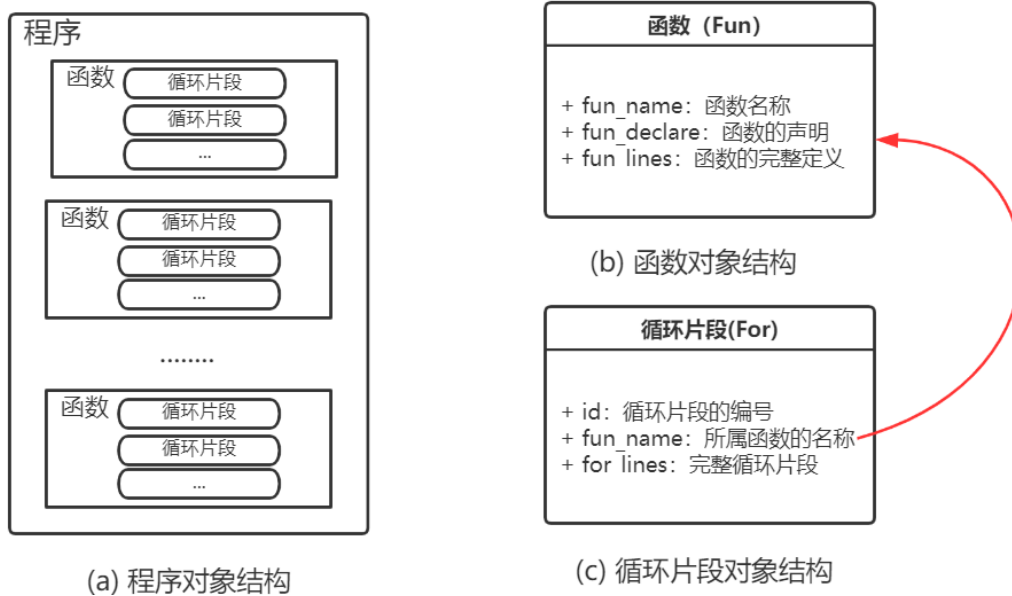 程序
函数
循环片段
循环片段
...
函数
循环片段
循环片段
...
........
函数
循环片段
循环片段
...
(a) 程序对象结构
函数（Fun）
+ fun_name：函数名称
+ fun_declare：函数的声明
+ fun_lines：函数的完整定义
(b) 函数对象结构
循环片段(For)
+ id：循环片段的编号
+ fun_name：所属函数的名称
+ for_lines：完整循环片段
(c) 循环片段对象结构